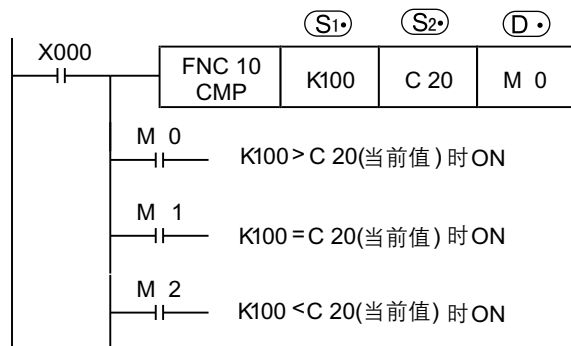 S1• S2• D•
X000
FNC 10
CMP
K100 C 20 M 0
M 0
K100 > C 20(当前值) 时ON
M 1
K100 = C 20(当前值) 时ON
M 2
K100 < C 20(当前值) 时ON